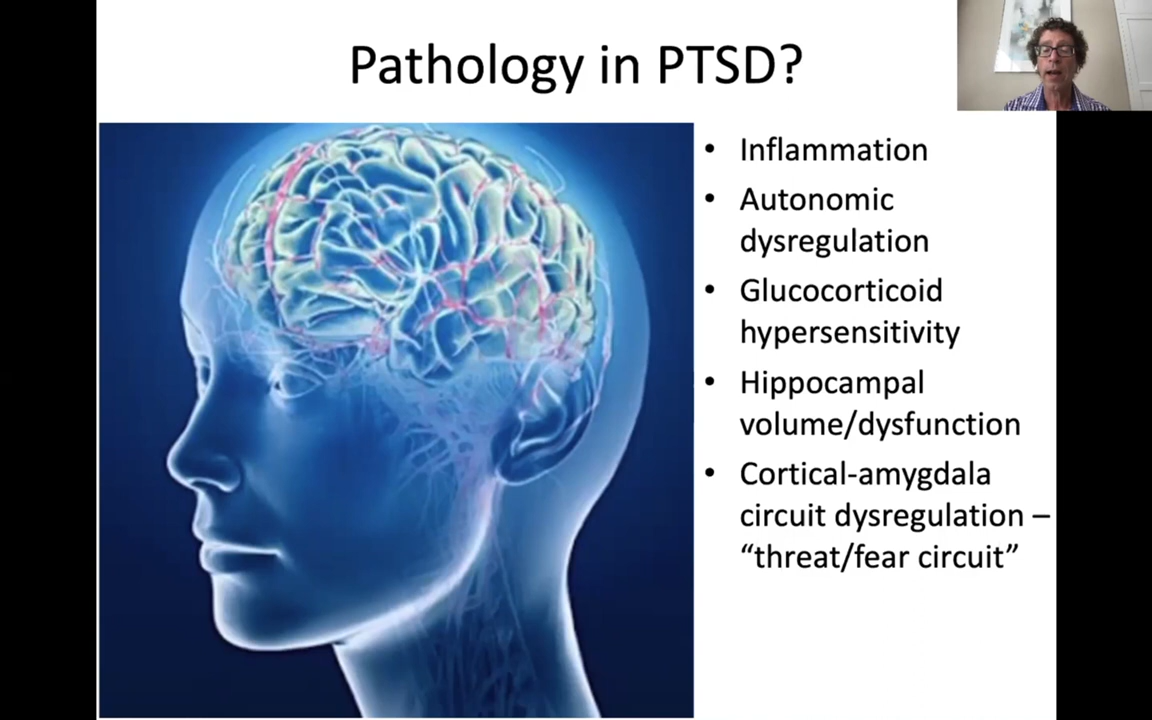 Pathology in PTSD?
• Inflammation
• Autonomic
dysregulation
• Glucocorticoid
hypersensitivity
• Hippocampal
volume/dysfunction
• Cortical-amygdala
circuit dysregulation –
“threat/fear circuit”